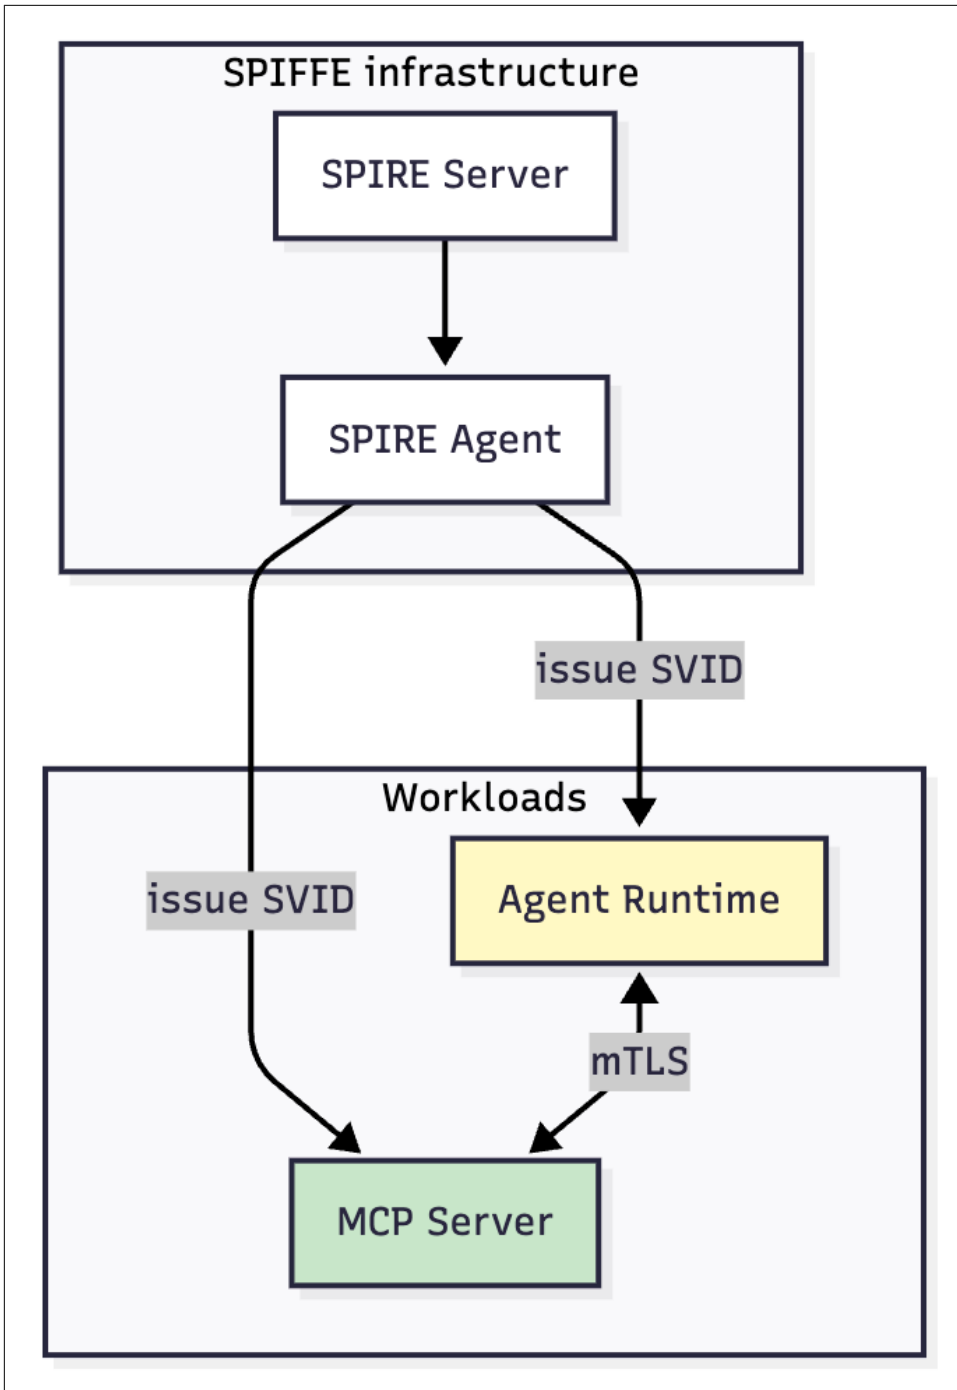 SPIFFE infrastructure
SPIRE Server
SPIRE Agent
issue SVID
Workloads
issue SVID
Agent Runtime
mTLS
MCP Server